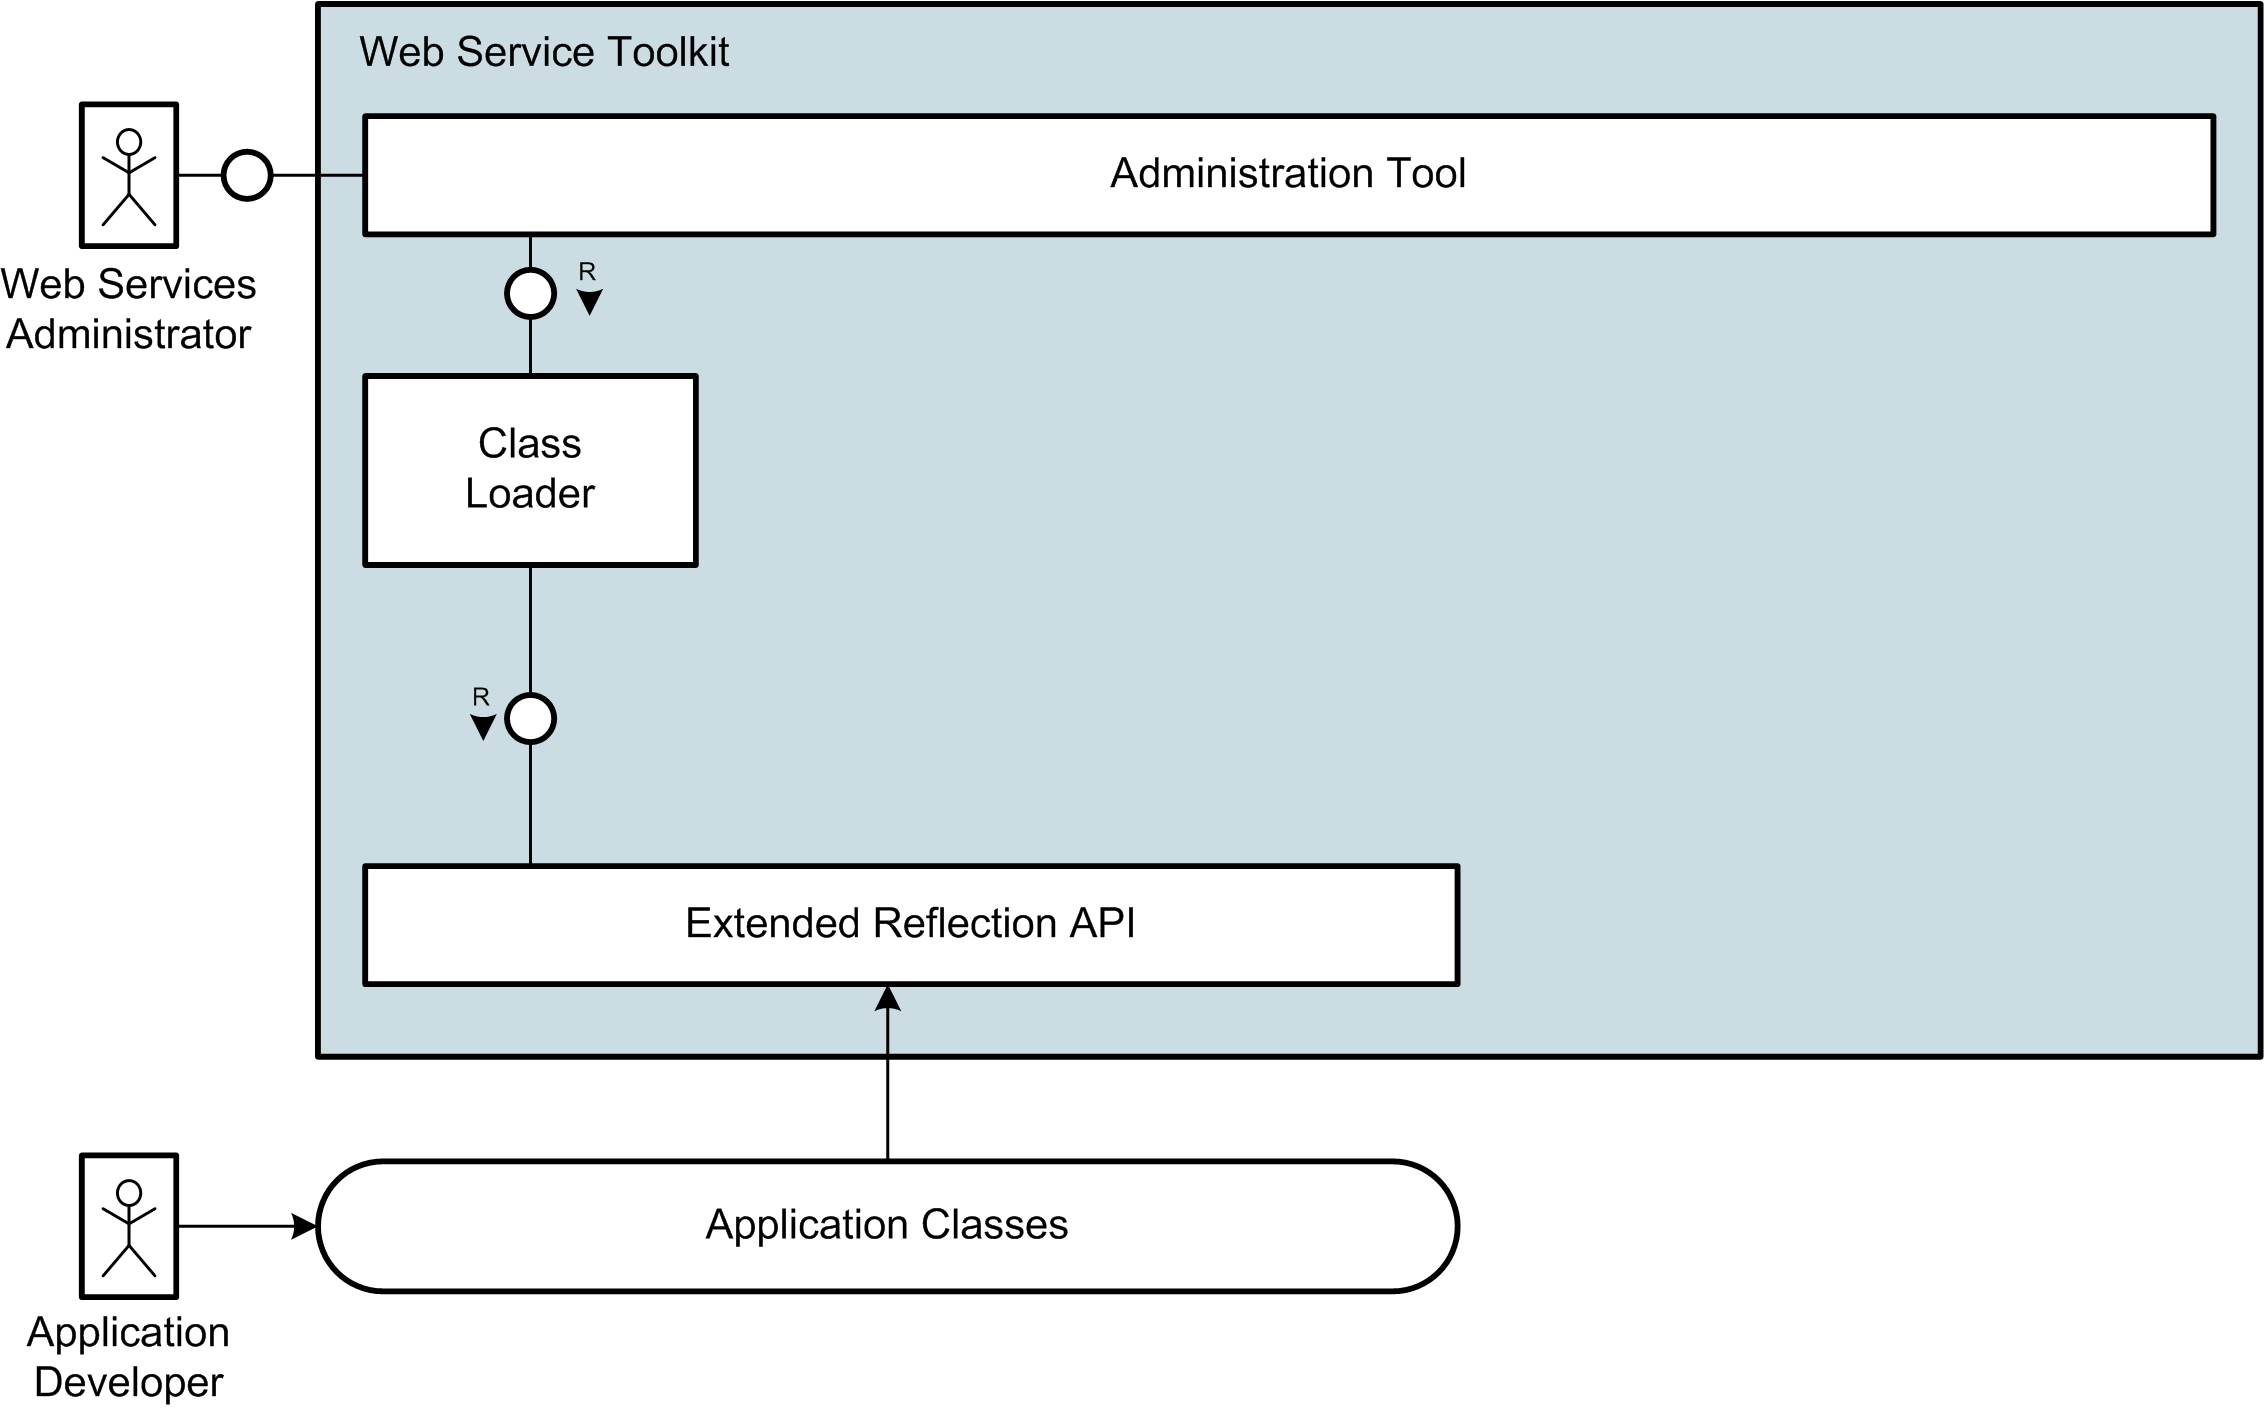 Web Service Toolkit
Administration Tool
Web Services
Administrator
R
Class
Loader
R
Extended Reflection API
Application Classes
Application
Developer